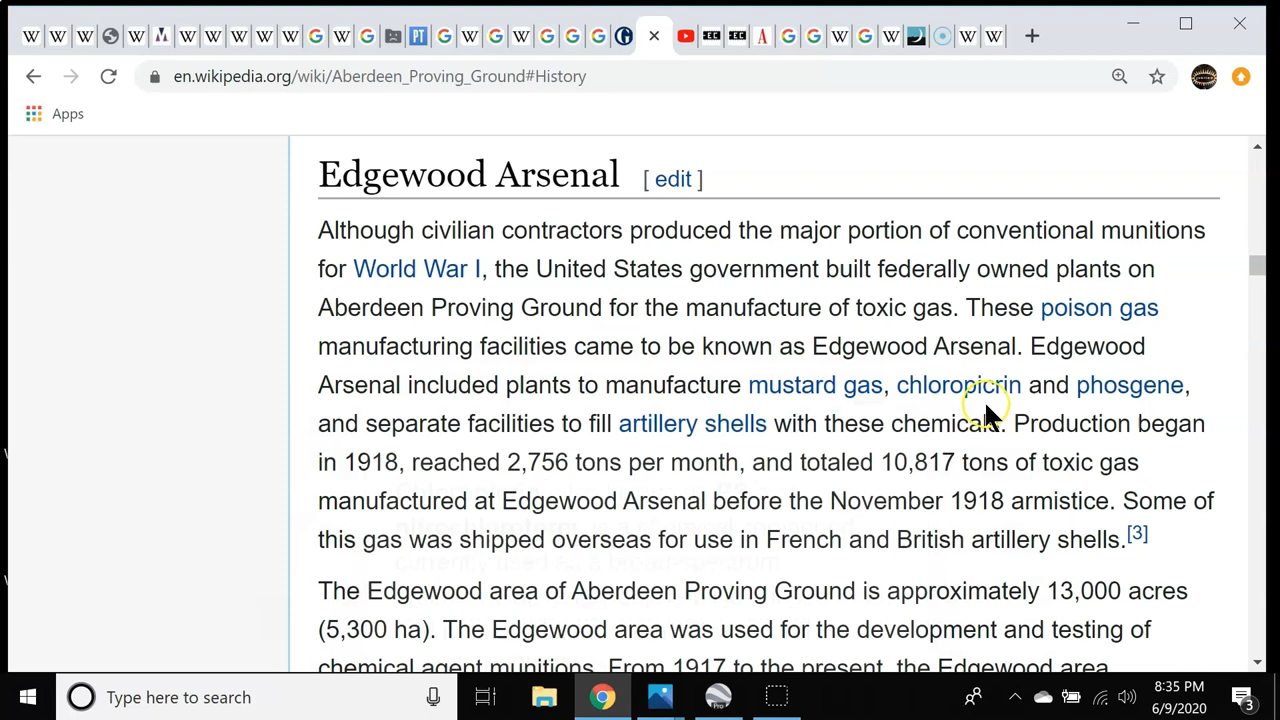 en.wikipedia.org/wiki/Aberdeen_Proving_Ground#History
Apps
Edgewood Arsenal [ edit ]
Although civilian contractors produced the major portion of conventional munitions
for World War I, the United States government built federally owned plants on
Aberdeen Proving Ground for the manufacture of toxic gas. These poison gas
manufacturing facilities came to be known as Edgewood Arsenal. Edgewood
Arsenal included plants to manufacture mustard gas, chloropicrin and phosgene,
and separate facilities to fill artillery shells with these chemicals. Production began
in 1918, reached 2,756 tons per month, and totaled 10,817 tons of toxic gas
manufactured at Edgewood Arsenal before the November 1918 armistice. Some of
this gas was shipped overseas for use in French and British artillery shells.[3]
The Edgewood area of Aberdeen Proving Ground is approximately 13,000 acres
(5,300 ha). The Edgewood area was used for the development and testing of
chemical agent munitions. From 1917 to the present, the Edgewood area
Type here to search
8:35 PM
6/9/2020
3